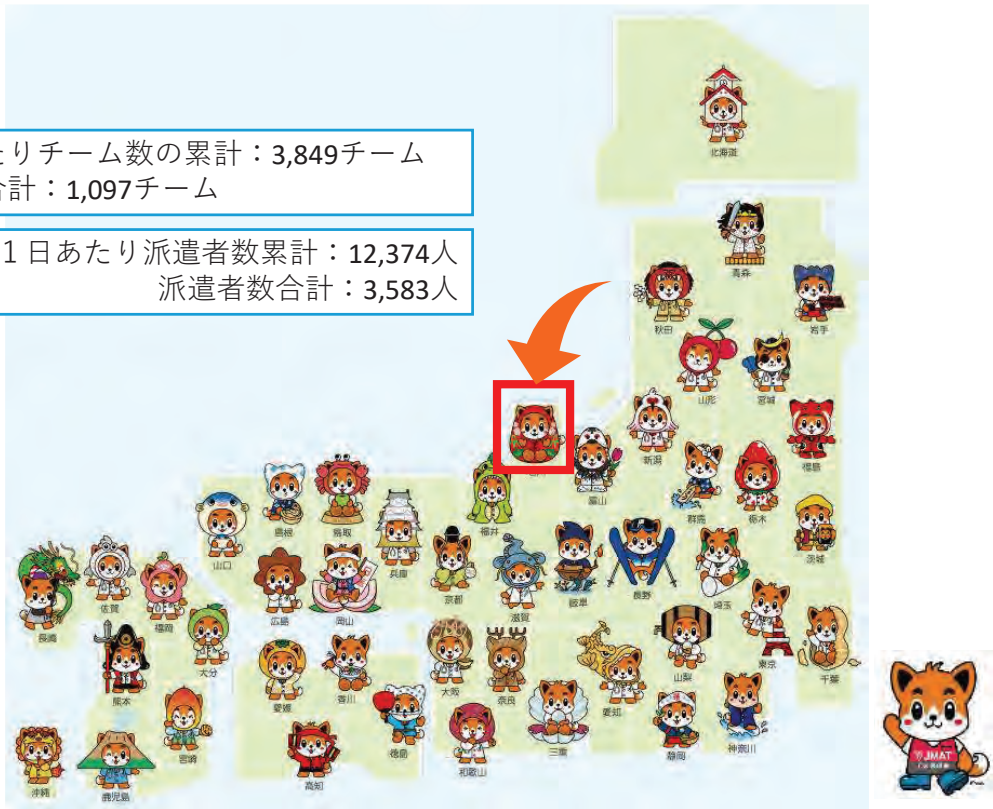 たりチーム数の累計：3,849チーム
合計：1,097チーム
１日あたり派遣者数累計：12,374人
派遣者数合計：3,583人
北海道
青森
秋田
岩手
山形
宮城
新潟
福島
富山
福井
群馬
栃木
茨城
島根
鳥取
山口
兵庫
京都
滋賀
岐阜
長野
埼玉
長崎
佐賀
福岡
大分
広島
岡山
東京
千葉
熊本
愛媛
香川
大阪
奈良
愛知
山梨
沖縄
鹿児島
宮崎
高知
徳島
和歌山
三重
静岡
神奈川
JMAT